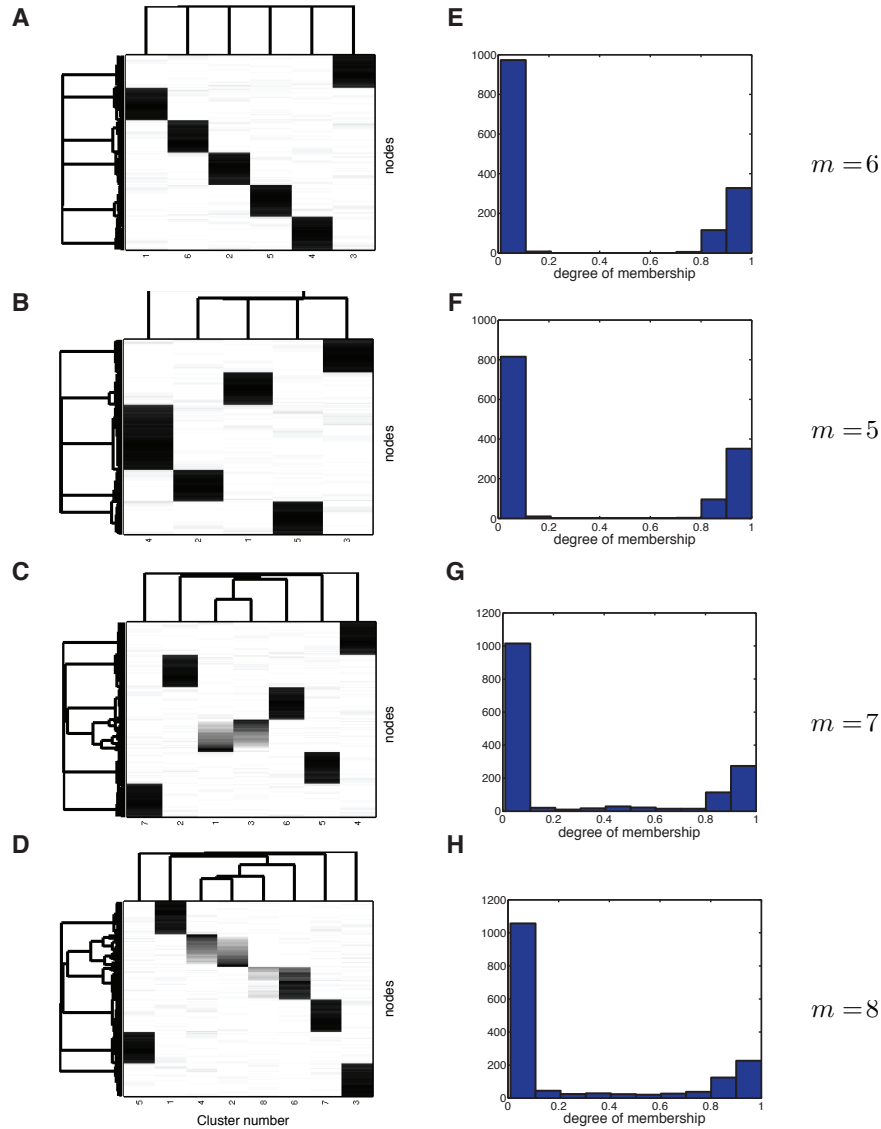 A
1 6 2 5 4 3
nodes
E
1000
800
600
400
200
0
0 0.2 0.4 0.6 0.8 1
degree of membership
m = 6
B
4 2 1 5 3
nodes
F
1000
800
600
400
200
0
0 0.2 0.4 0.6 0.8 1
degree of membership
m = 5
C
7 2 1 3 6 5 4
nodes
G
1200
1000
800
600
400
200
0
0 0.2 0.4 0.6 0.8 1
degree of membership
m = 7
D
5 1 4 2 8 6 7 3
Cluster number
nodes
H
1200
1000
800
600
400
200
0
0 0.2 0.4 0.6 0.8 1
degree of membership
m = 8